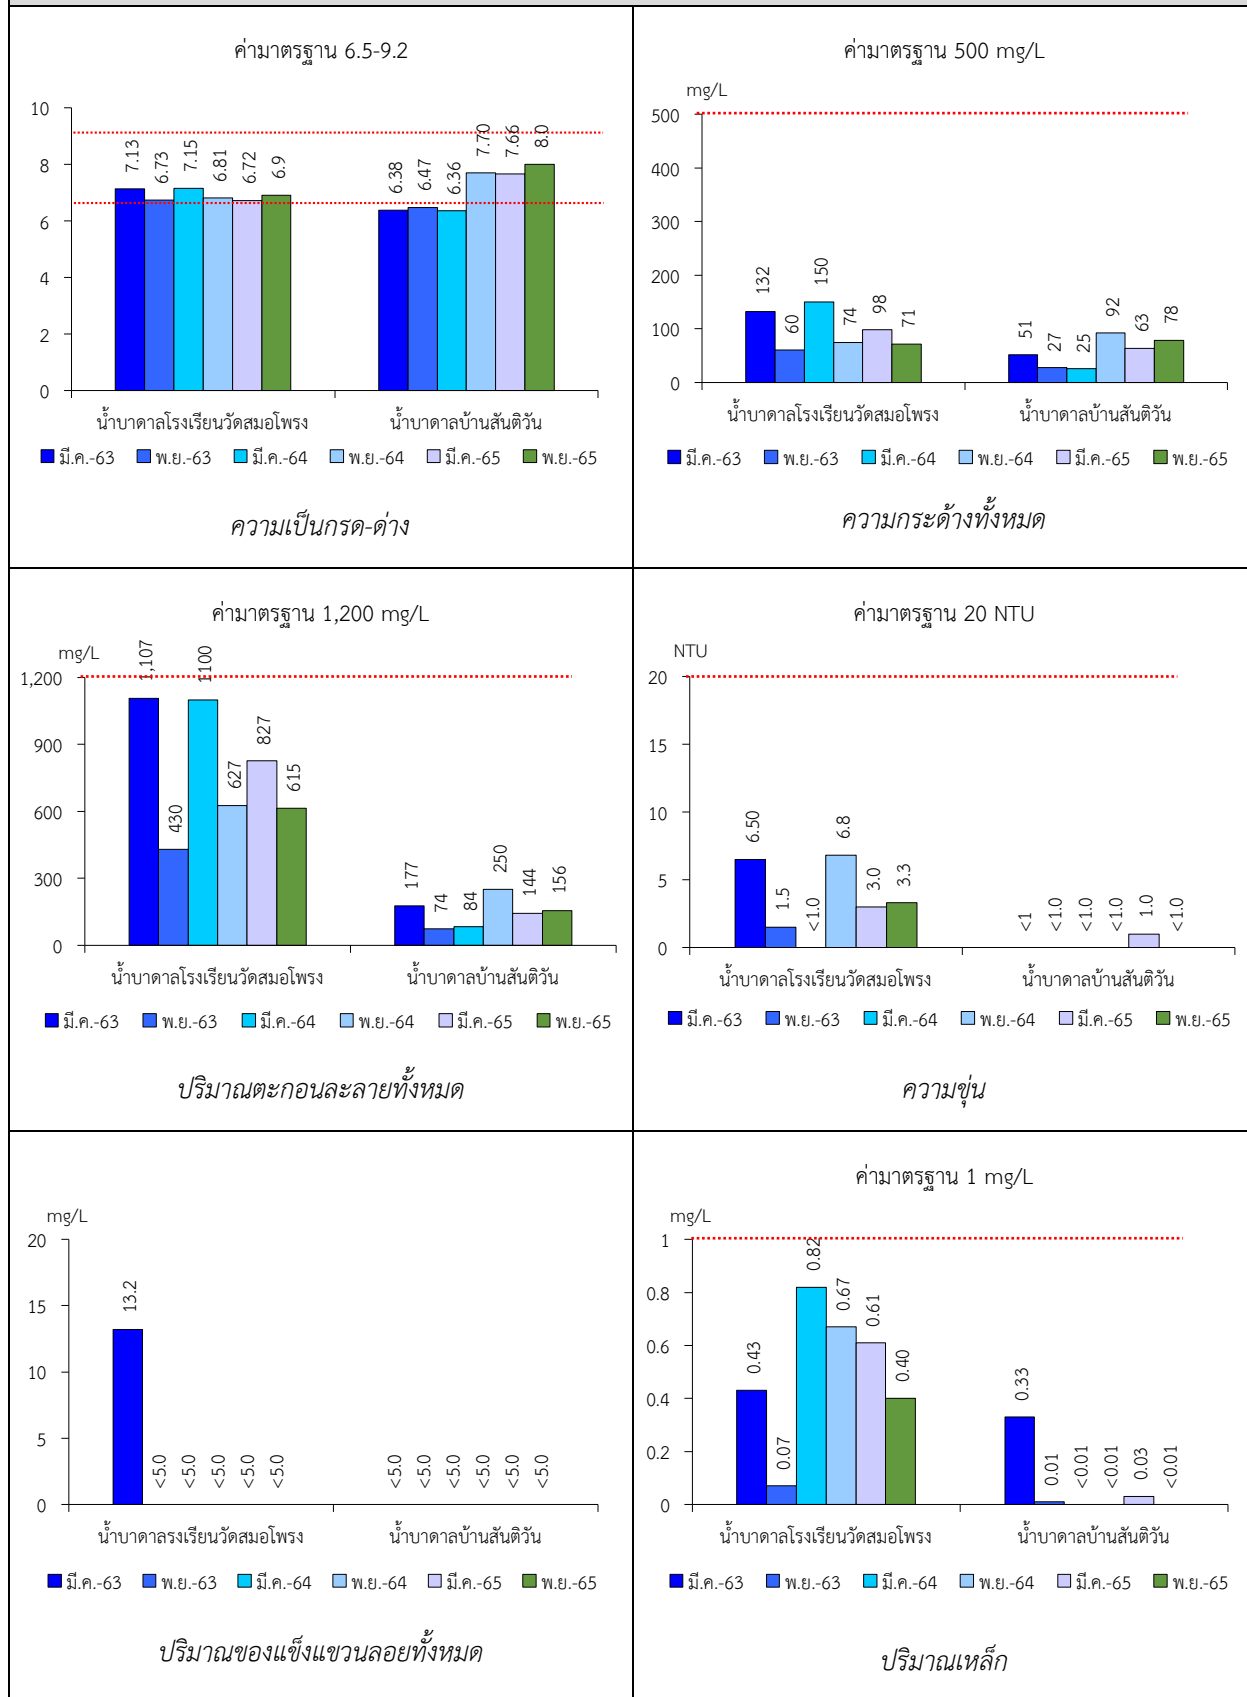 ค่ามาตรฐาน 6.5-9.2
10
8
6
4
2
0
7.13 6.73 7.15 6.81 6.72 6.9
6.38 6.47 6.36 7.70 7.66 8.0
น้ำบาดาลโรงเรียนวัดสมอโพรง น้ำบาดาลบ้านสันติวัน
มี.ค.-63 พ.ย.-63 มี.ค.-64 พ.ย.-64 มี.ค.-65 พ.ย.-65
ความเป็นกรด-ด่าง
ค่ามาตรฐาน 500 mg/L
mg/L
500
400
300
200
100
0
132 60 150 74 98 71
51 27 25 92 63 78
น้ำบาดาลโรงเรียนวัดสมอโพรง น้ำบาดาลบ้านสันติวัน
มี.ค.-63 พ.ย.-63 มี.ค.-64 พ.ย.-64 มี.ค.-65 พ.ย.-65
ความกระด้างทั้งหมด
ค่ามาตรฐาน 1,200 mg/L
mg/L
1,200
900
600
300
0
1,107 430 1100 627 827 615
177 74 84 250 144 156
น้ำบาดาลโรงเรียนวัดสมอโพรง น้ำบาดาลบ้านสันติวัน
มี.ค.-63 พ.ย.-63 มี.ค.-64 พ.ย.-64 มี.ค.-65 พ.ย.-65
ปริมาณตะกอนละลายทั้งหมด
ค่ามาตรฐาน 20 NTU
NTU
20
15
10
5
0
6.50 1.5 <1.0 6.8 3.0 3.3
<1 <1.0 <1.0 <1.0 1.0 <1.0
น้ำบาดาลโรงเรียนวัดสมอโพรง น้ำบาดาลบ้านสันติวัน
มี.ค.-63 พ.ย.-63 มี.ค.-64 พ.ย.-64 มี.ค.-65 พ.ย.-65
ความขุ่น
mg/L
20
15
10
5
0
13.2 <5.0 <5.0 <5.0 <5.0 <5.0
<5.0 <5.0 <5.0 <5.0 <5.0 <5.0
น้ำบาดาลรงเรียนวัดสมอโพรง น้ำบาดาลบ้านสันติวัน
มี.ค.-63 พ.ย.-63 มี.ค.-64 พ.ย.-64 มี.ค.-65 พ.ย.-65
ปริมาณของแข็งแขวนลอยทั้งหมด
ค่ามาตรฐาน 1 mg/L
mg/L
1
0.8
0.6
0.4
0.2
0
0.43 0.07 0.82 0.67 0.61 0.40
0.33 0.01 <0.01 <0.01 0.03 <0.01
น้ำบาดาลโรงเรียนวัดสมอโพรง น้ำบาดาลบ้านสันติวัน
มี.ค.-63 พ.ย.-63 มี.ค.-64 พ.ย.-64 มี.ค.-65 พ.ย.-65
ปริมาณเหล็ก